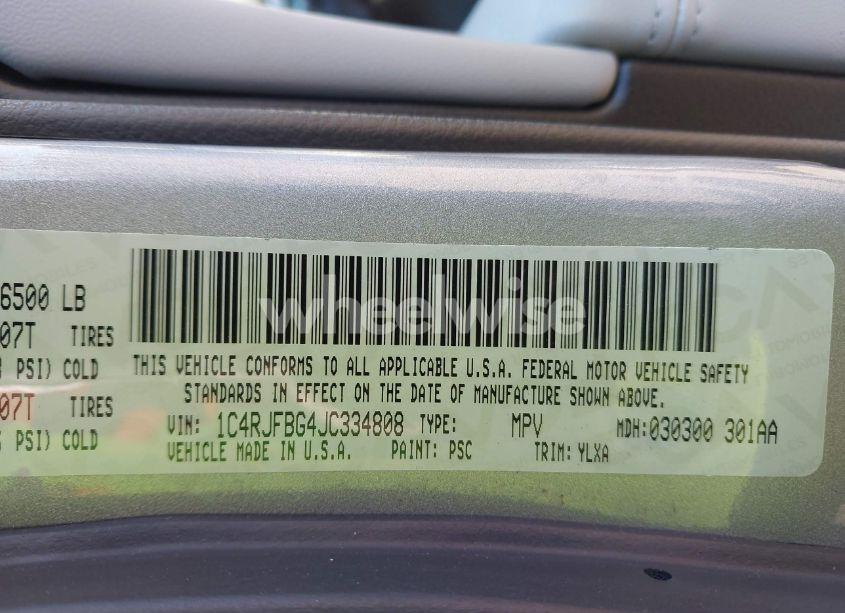 6500 LB
wheelwise
07T TIRES
PSI) COLD
THIS VEHICLE CONFORMS TO ALL APPLICABLE U.S.A. FEDERAL MOTOR VEHICLE SAFETY
STANDARDS IN EFFECT ON THE DATE OF MANUFACTURE SHOWN ABOVE.
07T TIRES
VIN: 1C4RJFBG4JC334808 TYPE: MPV MDH:030300 301AA
PSI) COLD
VEHICLE MADE IN U.S.A. PAINT: PSC TRIM: YLXA